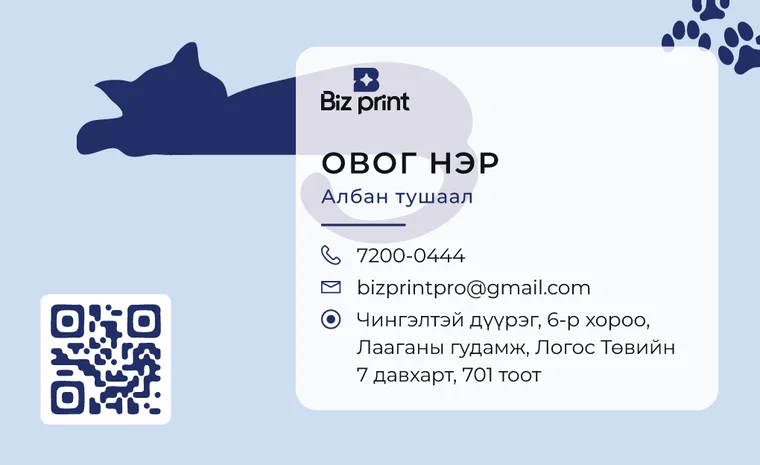 Biz print
ОВОГ НЭР
Албан тушаал
7200-0444
bizprintpro@gmail.com
Чингэлтэй дүүрэг, 6-р хороо,
Лааганы гудамж, Логос Төвийн
7 давхарт, 701 тоот